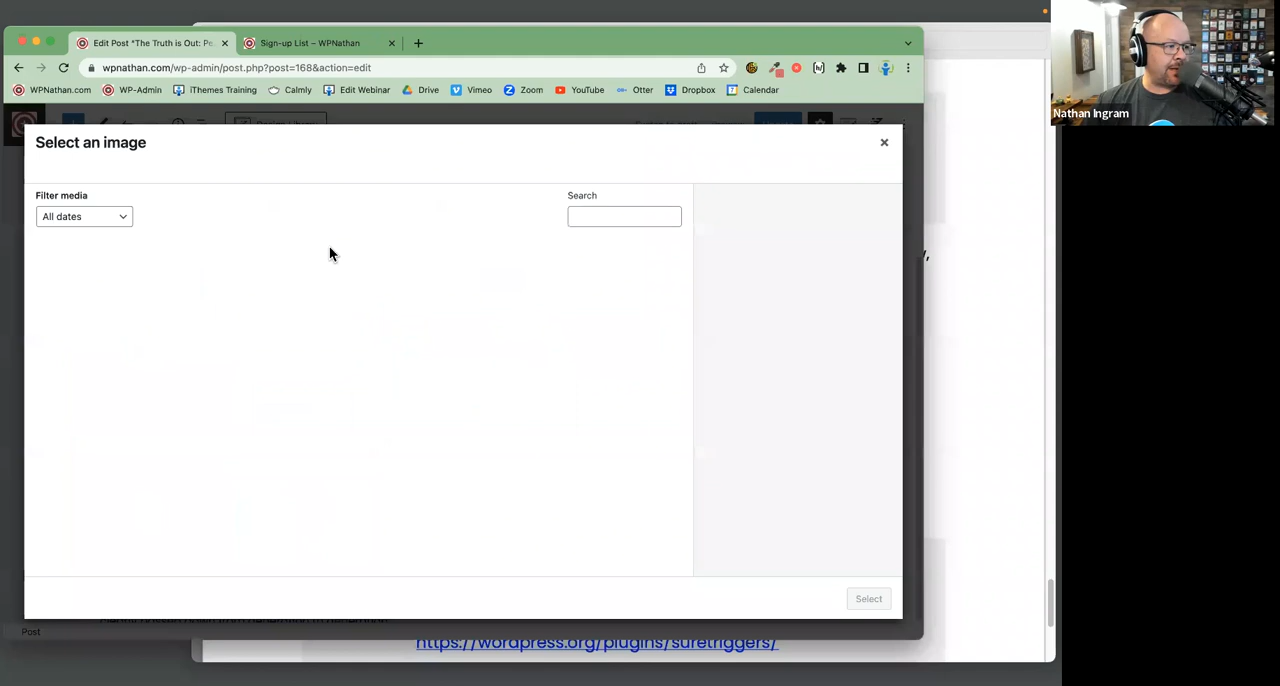 Edit Post "The Truth is Out: Pe
Sign-up List – WPNathan
wpnathan.com/wp-admin/post.php?post=168&action=edit
WPNathan.com
WP-Admin
iThemes Training
Calmly
Edit Webinar
Drive
Vimeo
Zoom
YouTube
Otter
Dropbox
Calendar
Nathan Ingram
Select an image
Filter media
All dates
Search
Select
Post
https://wordpress.org/plugins/suretriggers/